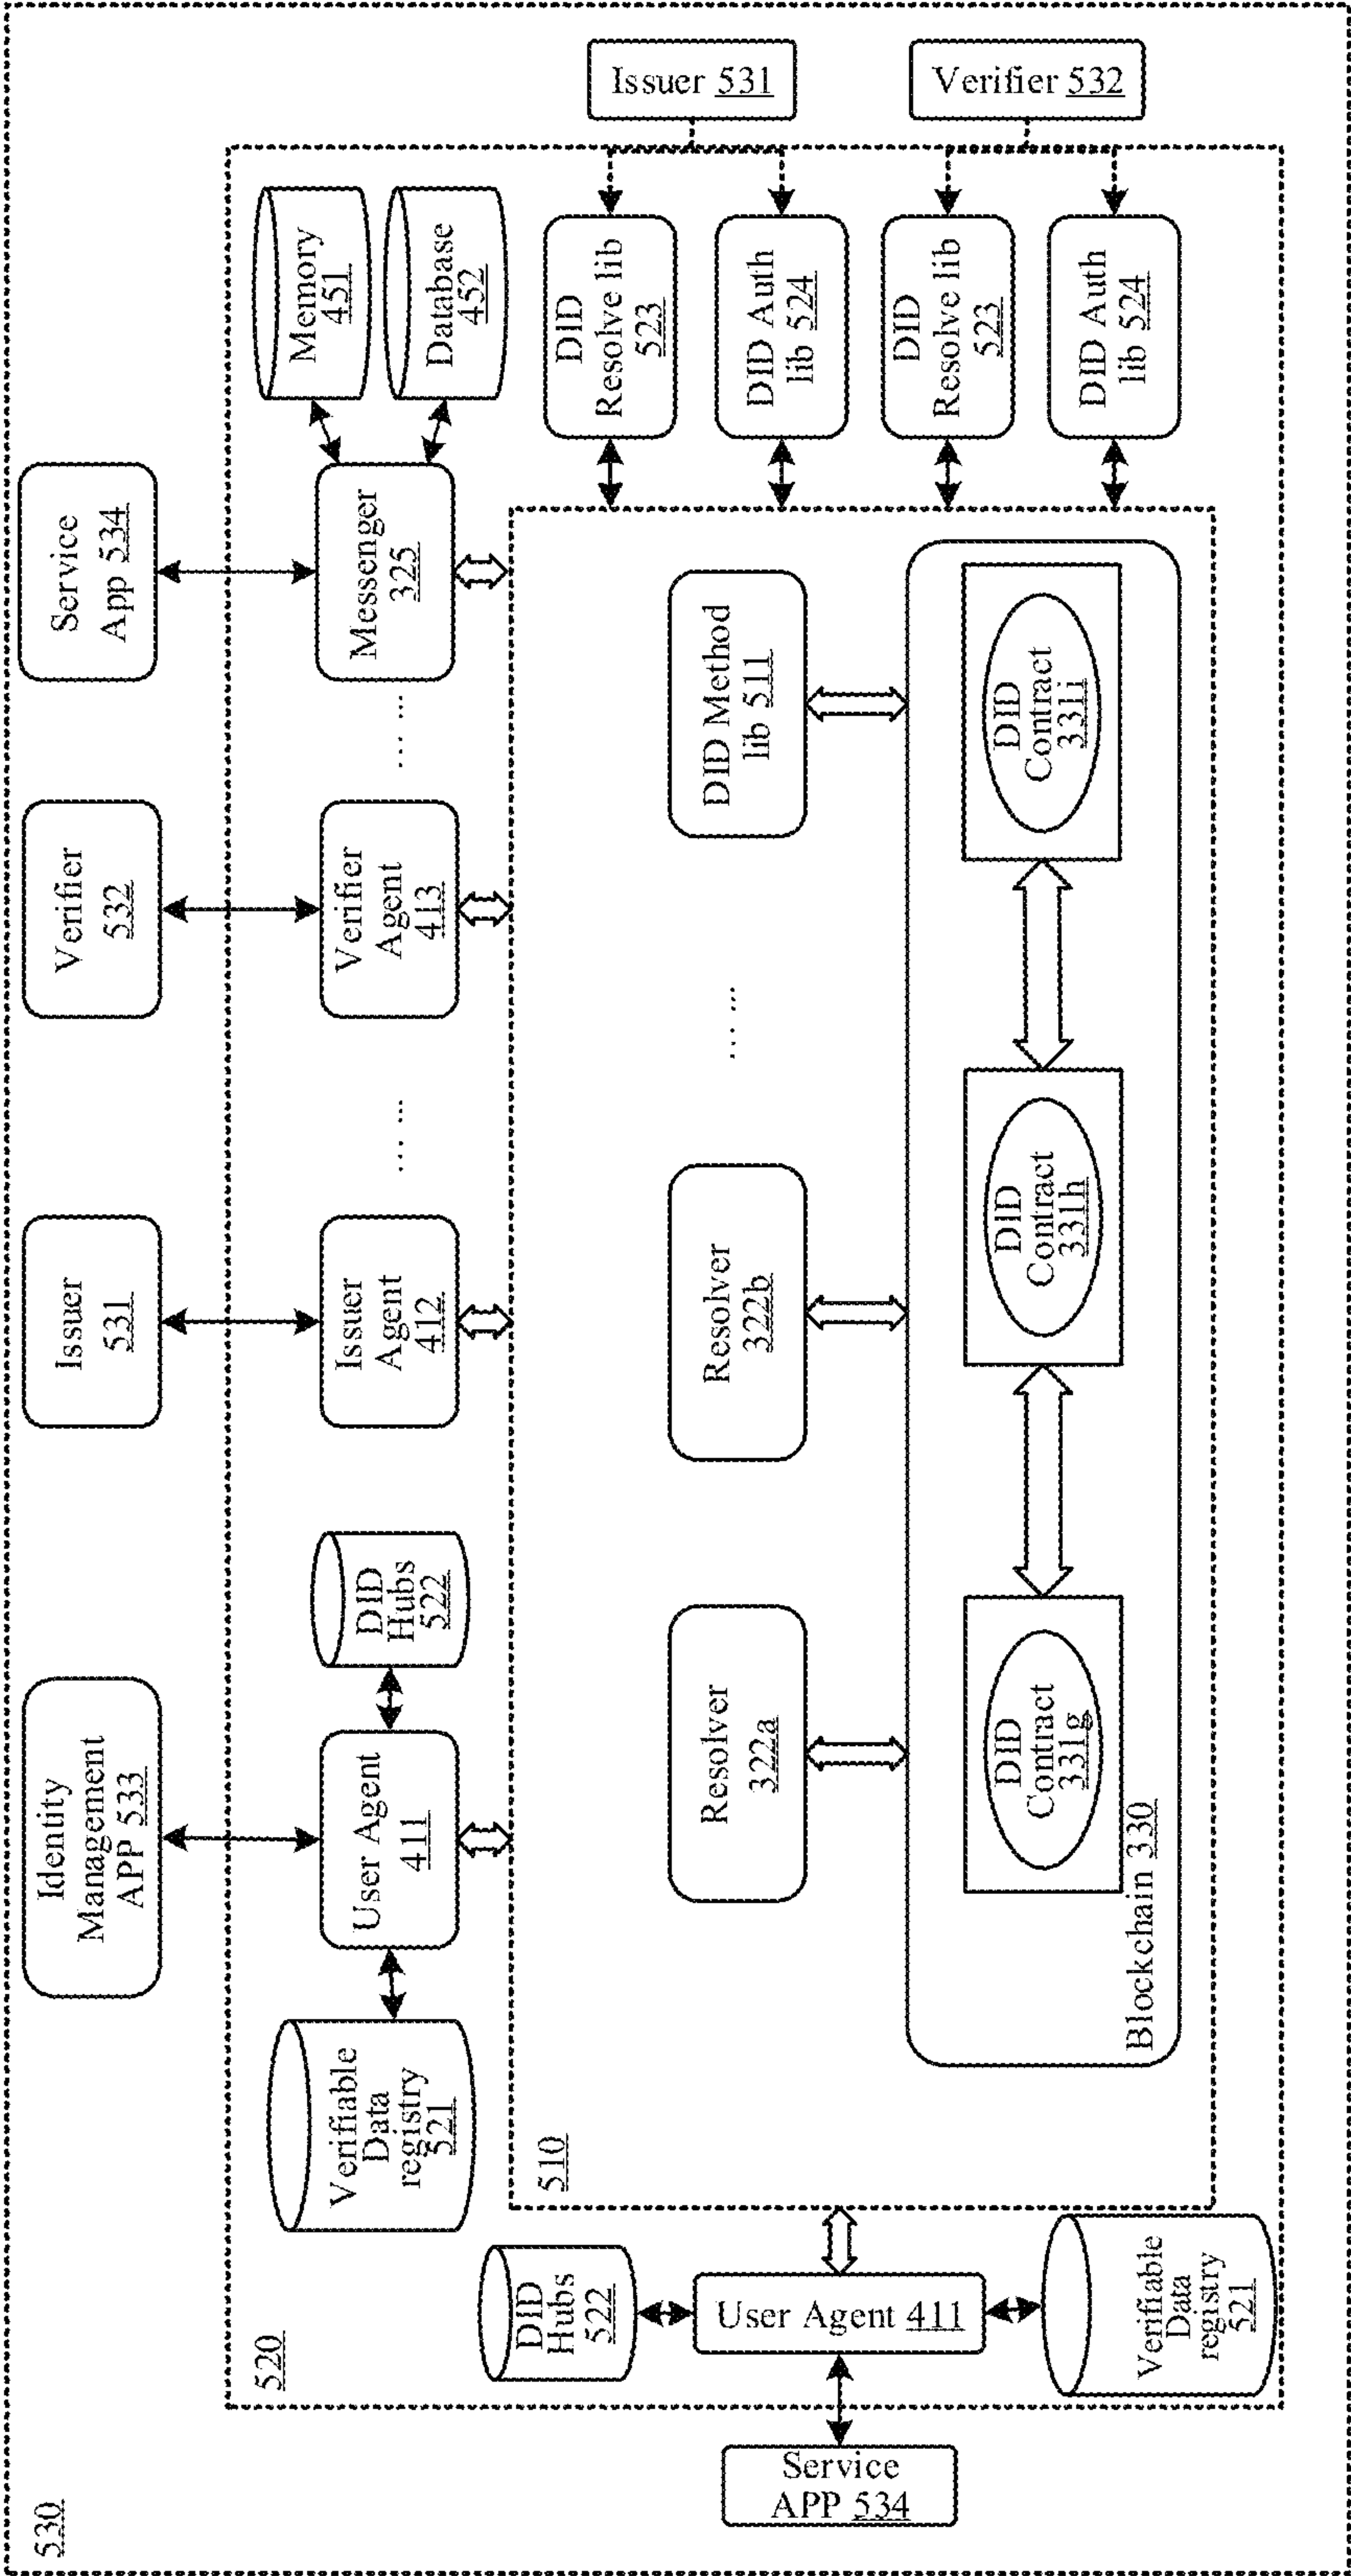 530
Identity
Management
APP 533
Issuer
531
Verifier
532
Service
App 534
520
Verifiable
Data
registry
521
User Agent
411
DID
Hubs
522
Issuer
Agent
412
... ...
Verifier
Agent
413
... ...
Messenger
325
Memory
451
Database
452
510
Resolver
322a
Resolver
322b
... ...
DID Method
lib 511
DID
Contract
331g
DID
Contract
331h
DID
Contract
331i
Blockchain 330
DID
Hubs
522
User Agent 411
Verifiable
Data
registry
521
Service
APP 534
DID
Resolve lib
523
DID Auth
lib 524
DID
Resolve lib
523
DID Auth
lib 524
Issuer 531
Verifier 532